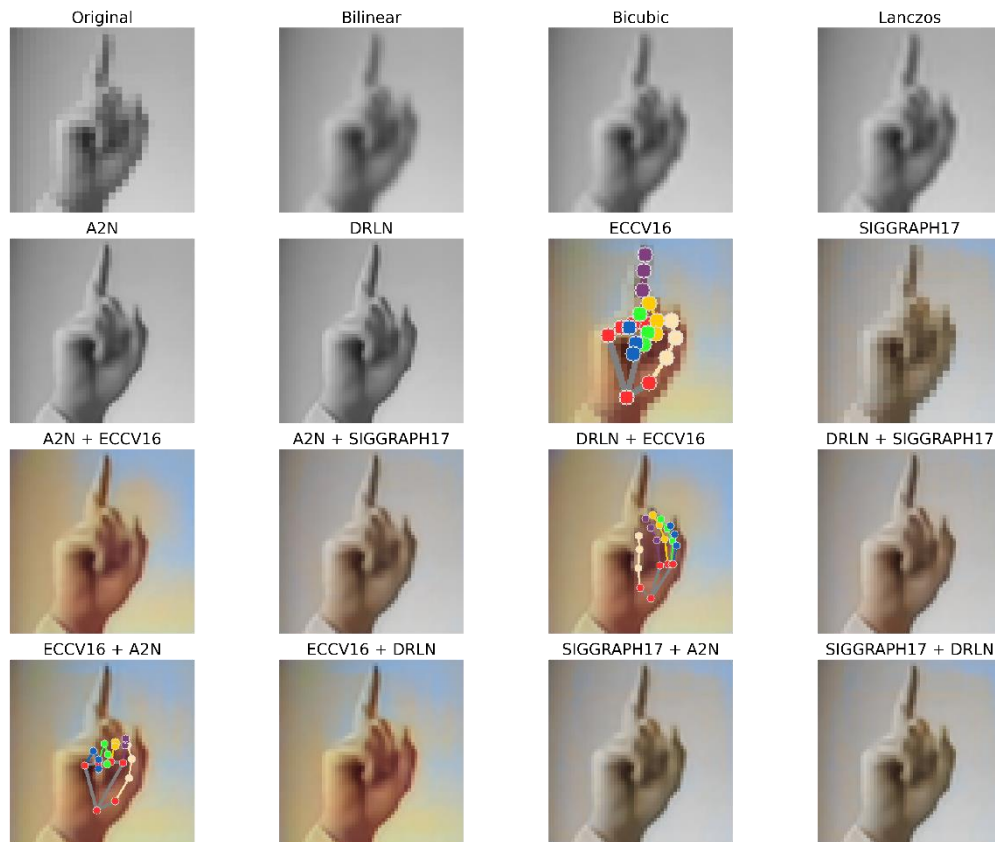 Original Bilinear Bicubic Lanczos
A2N DRLN ECCV16 SIGGRAPH17
A2N + ECCV16 A2N + SIGGRAPH17 DRLN + ECCV16 DRLN + SIGGRAPH17
ECCV16 + A2N ECCV16 + DRLN SIGGRAPH17 + A2N SIGGRAPH17 + DRLN